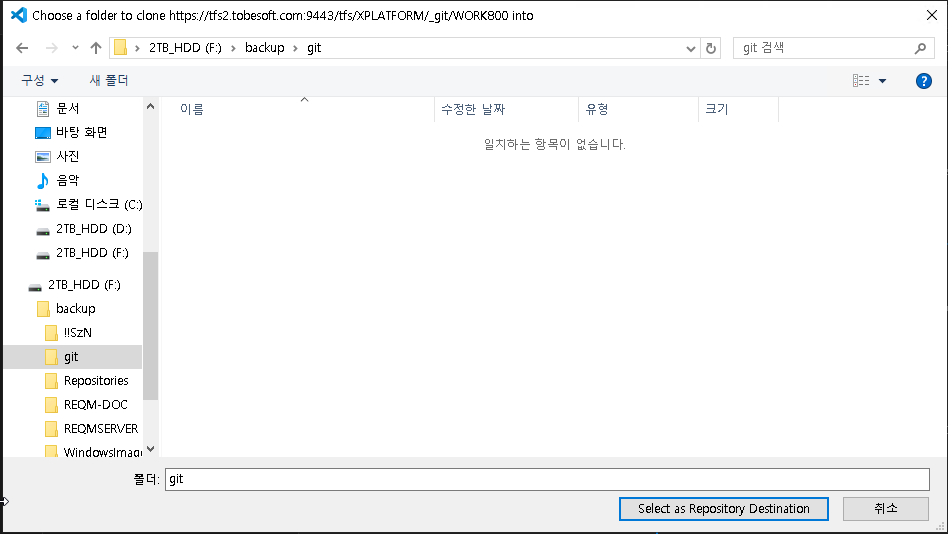 Choose a folder to clone https://tfs2.tobesoft.com:9443/tfs/XPLATFORM/_git/WORK800 into
2TB_HDD (F:) > backup > git
git 검색
구성
새 폴더
이름 수정한 날짜 유형 크기
일치하는 항목이 없습니다.
문서
바탕 화면
사진
음악
로컬 디스크 (C:)
2TB_HDD (D:)
2TB_HDD (F:)
2TB_HDD (F:)
backup
!!SzN
git
Repositories
REQM-DOC
REQMSERVER
WindowsImag
폴더: git
Select as Repository Destination
취소